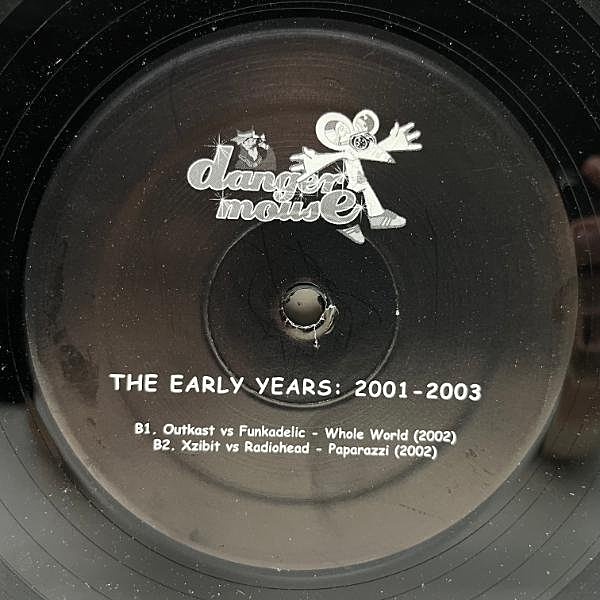 danger
mouse
THE EARLY YEARS: 2001-2003
B1. Outkast vs Funkadelic - Whole World (2002)
B2. Xzibit vs Radiohead - Paparazzi (2002)